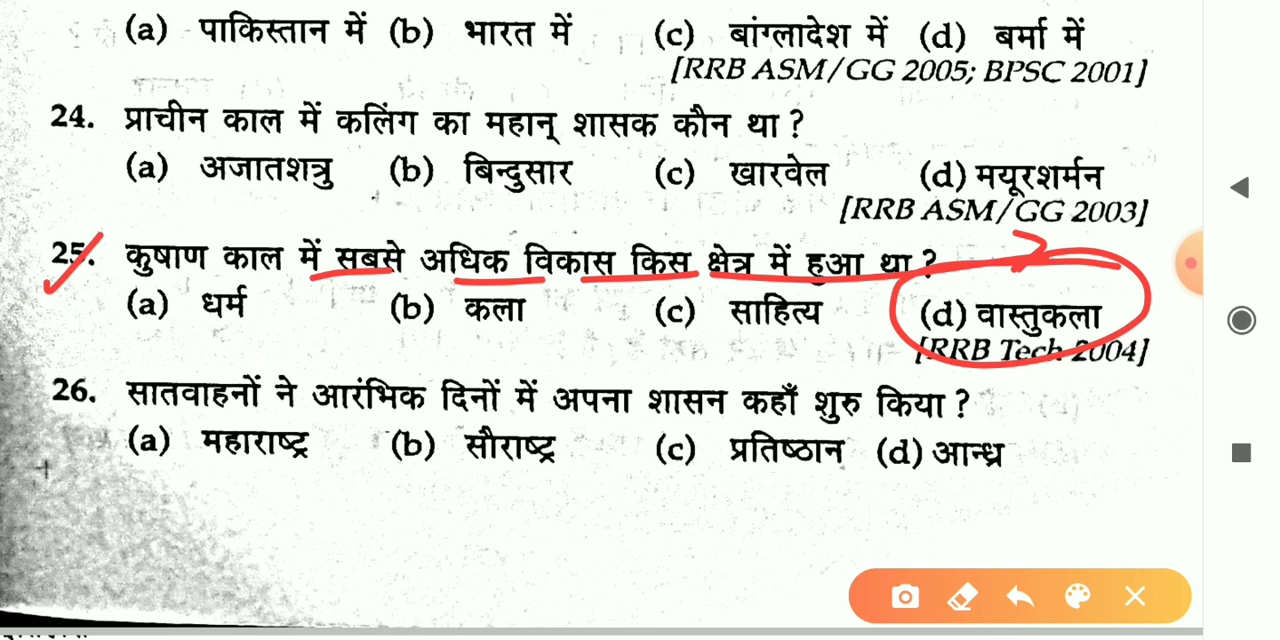 (a) पाकिस्तान में (b) भारत में (c) बांग्लादेश में (d) बर्मा में
[RRB ASM/GG 2005; BPSC 2001]
24. प्राचीन काल में कलिंग का महान् शासक कौन था ?
(a) अजातशत्रु (b) बिन्दुसार (c) खारवेल (d) मयूरशर्मन
[RRB ASM/GG 2003]
25. कुषाण काल में सबसे अधिक विकास किस क्षेत्र में हुआ था ?
(a) धर्म (b) कला (c) साहित्य (d) वास्तुकला
[RRB Tech 2004]
26. सातवाहनों ने आरंभिक दिनों में अपना शासन कहाँ शुरु किया ?
(a) महाराष्ट्र (b) सौराष्ट्र (c) प्रतिष्ठान (d) आन्ध्र